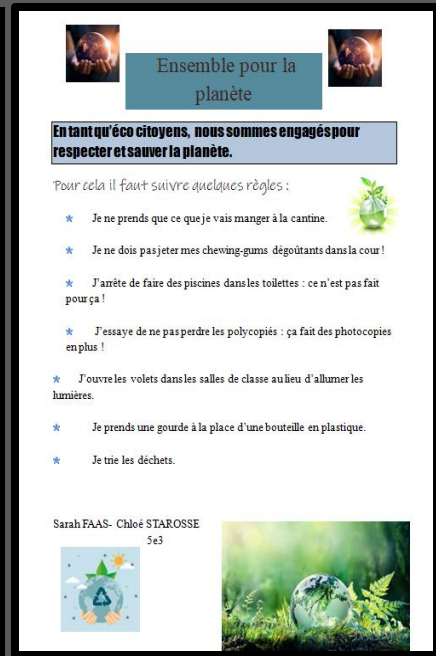 Ensemble pour la
planète
En tant qu'éco citoyens, nous sommes engagés pour
respecter et sauver la planète.
Pour cela il faut suivre quelques règles :
* Je ne prends que ce que je vais manger à la cantine.
* Je ne dois pas jeter mes chewing-gums dégoûtants dans la cour !
* J'arrête de faire des piscines dans les toilettes : ce n'est pas fait
pour ça !
* J'essaye de ne pas perdre les polycopiés : ça fait des photocopies
en plus !
* J'ouvre les volets dans les salles de classe au lieu d'allumer les
lumières.
* Je prends une gourde à la place d'une bouteille en plastique.
* Je trie les déchets.
Sarah FAAS- Chloé STAROSSE
5e3